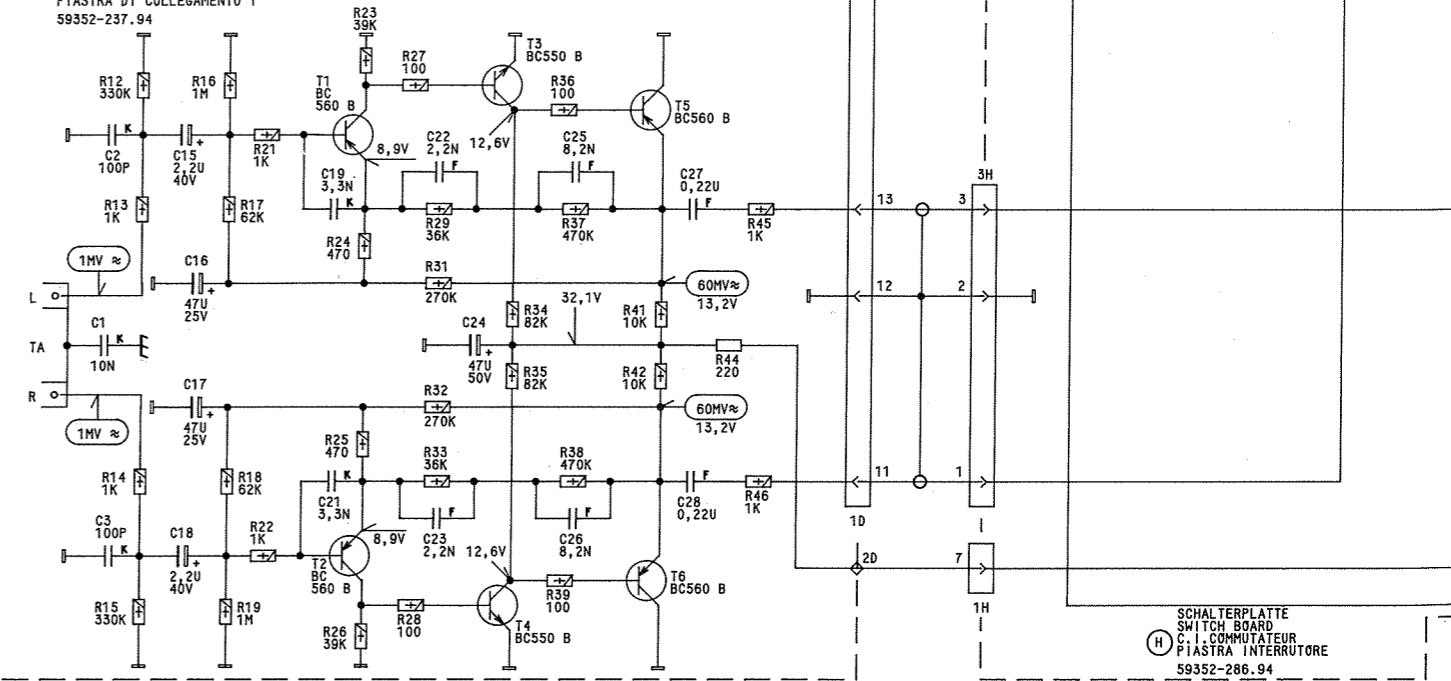 PIASTRA DI COLLEGAMENTO 1
59352-237.94
R23
39K
R12
330K
R16
1M
T1
BC
560 B
R27
100
T3
BC550 B
R36
100
T5
BC560 B
K
C2
100P
+
C15
2,2U
40V
R21
1K
8,9V
12,6V
C22
2,2N
F
C25
8,2N
F
C19
3,3N
K
C27
0,22U
F
R13
1K
R17
62K
R29
36K
R37
470K
R45
1K
13
3H
3
R24
470
1MV ≈
C16
+
47U
25V
R31
270K
60MV≈
13,2V
12
2
L
TA
R
C1
K
10N
C24
+
47U
50V
R34
82K
32,1V
R41
10K
R35
82K
R42
10K
R44
220
C17
+
47U
25V
R32
270K
60MV≈
13,2V
1MV ≈
R25
470
R33
36K
R38
470K
R14
1K
R18
62K
C21
3,3N
K
F
C23
2,2N
F
C26
8,2N
C28
0,22U
F
R46
1K
11
1
1D
C3
100P
K
C18
+
2,2U
40V
R22
1K
8,9V
T2
BC
560 B
12,6V
R39
100
T6
BC560 B
2D
7
1H
R15
330K
R19
1M
R26
39K
R28
100
T4
BC550 B
H
SCHALTERPLATTE
SWITCH BOARD
C.I.COMMUTATEUR
PIASTRA INTERRUTORE
59352-286.94